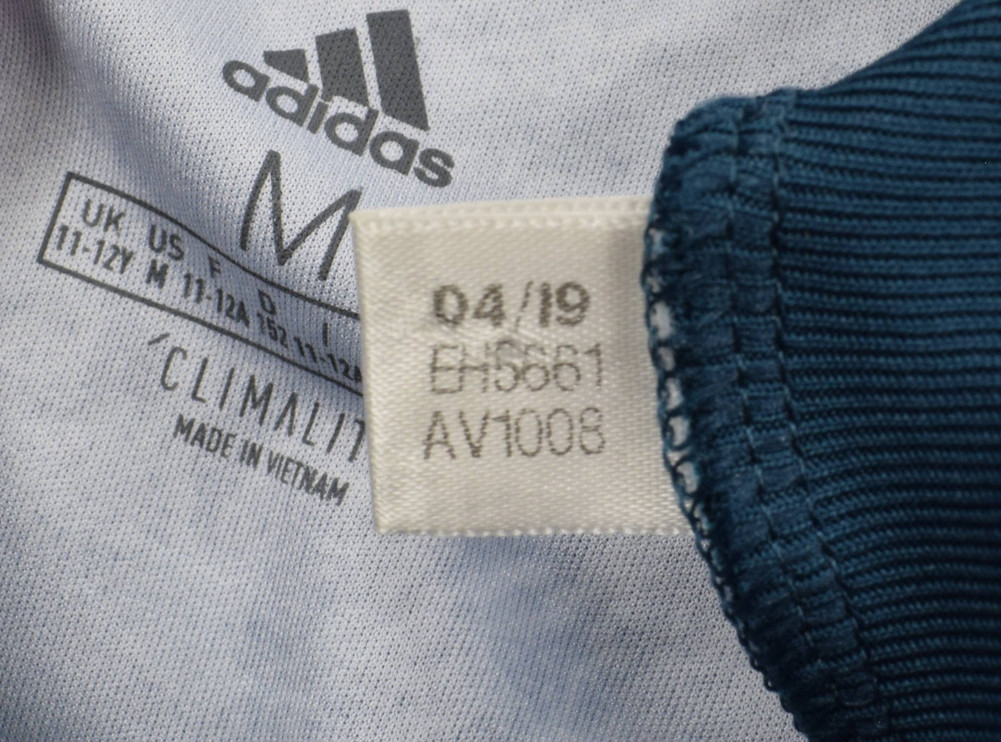 adidas
M
UK US F D I
11-12Y M 11-12A 152 11-12A
CLIMALIT
MADE IN VIETNAM
04/19
EH5661
AV1008